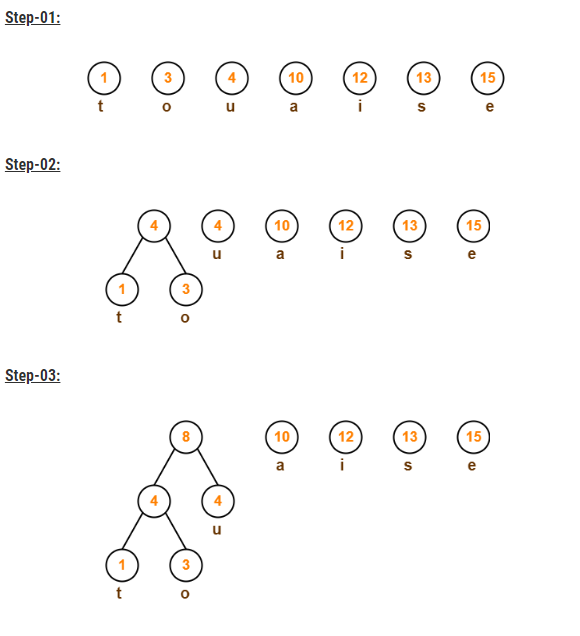 Step-01:
1 3 4 10 12 13 15
t o u a i s e
Step-02:
4 4 10 12 13 15
u a i s e
1 3
t o
Step-03:
8 10 12 13 15
a i s e
4 4
u
1 3
t o